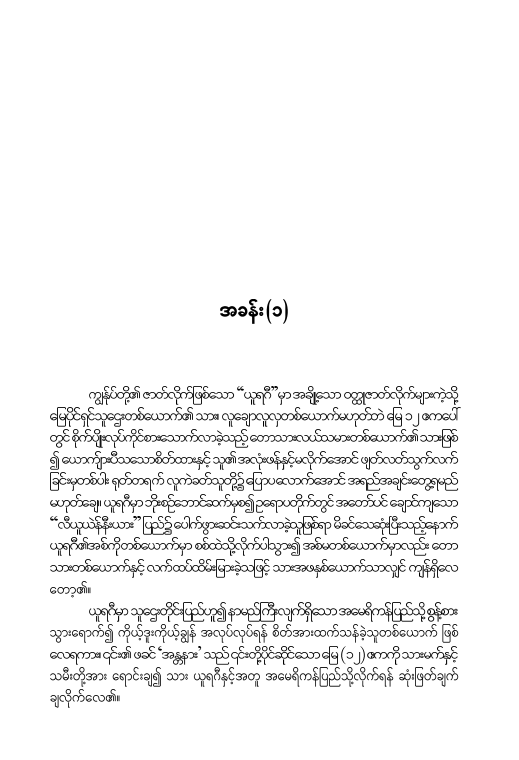 အခန်း (၁)
ကျွန်ုပ်တို့၏ ဇာတ်လိုက်ဖြစ်သော “ယူရဂီ”မှာ အချို့သော ဝတ္ထုဇာတ်လိုက်များကဲ့သို့
မြေပိုင်ရှင်သူဌေးတစ်ယောက်၏ သား၊ လူချောလူလှတစ်ယောက်မဟုတ်ဘဲ မြေ ၁၂ ဧကပေါ်
တွင် စိုက်ပျိုးလုပ်ကိုင်စားသောက်လာခဲ့သည့် တောသားလယ်သမားတစ်ယောက်၏ သားဖြစ်
၍ ယောက်ျားပီသသောစိတ်ထားနှင့် သူ၏ အလုံးဖန်နှင့်မလိုက်အောင် ဖျတ်လတ်သွက်လက်
ခြင်းမှတစ်ပါး ရုတ်တရက် လူကဲခတ်သူတို့၌ ပြောပလောက်အောင် အရည်အချင်းတွေ့ရမည်
မဟုတ်ချေ။ ယူရဂီမှာ ဘိုးစဉ်ဘောင်ဆက်မှစ၍ဥရောပတိုက်တွင် အတော်ပင် ချောင်ကျသော
“လီယူယဲန်နီးယား” ပြည်၌ ပေါက်ဖွားဆင်းသက်လာခဲ့သူဖြစ်ရာ မိခင်သေဆုံးပြီးသည့်နောက်
ယူရဂီ၏အစ်ကိုတစ်ယောက်မှာ စစ်ထဲသို့လိုက်ပါသွား၍ အစ်မတစ်ယောက်မှာလည်း တော
သားတစ်ယောက်နှင့် လက်ထပ်ထိမ်းမြားခဲ့သဖြင့် သားအဖနှစ်ယောက်သာလျှင် ကျန်ရှိလေ
တော့၏။
ယူရဂီမှာ သူဌေးတိုင်းပြည်ဟူ၍ နာမည်ကြီးလျက်ရှိသော အမေရိကန်ပြည်သို့ စွန့်စား
သွားရောက်၍ ကိုယ့်ဒူးကိုယ့်ချွန် အလုပ်လုပ်ရန် စိတ်အားထက်သန်ခဲ့သူတစ်ယောက် ဖြစ်
လေရကား၊ ၎င်း၏ ဖခင် ‘အန္တနား’ သည် ၎င်းတို့ပိုင်ဆိုင်သော မြေ (၁၂) ဧကကို သားမက်နှင့်
သမီးတို့အား ရောင်းချ၍ သား ယူရဂီနှင့်အတူ အမေရိကန်ပြည်သို့လိုက်ရန် ဆုံးဖြတ်ချက်
ချလိုက်လေ၏။